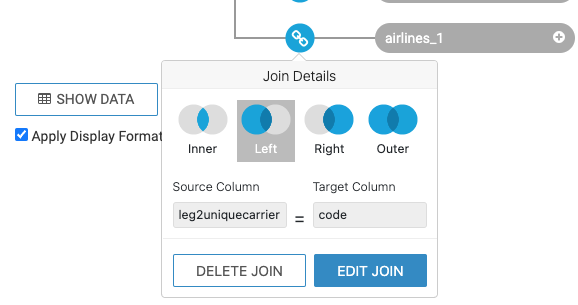 airlines_1
Join Details
SHOW DATA
Apply Display Format
Inner Left Right Outer
Source Column Target Column
leg2uniquecarrier = code
DELETE JOIN EDIT JOIN